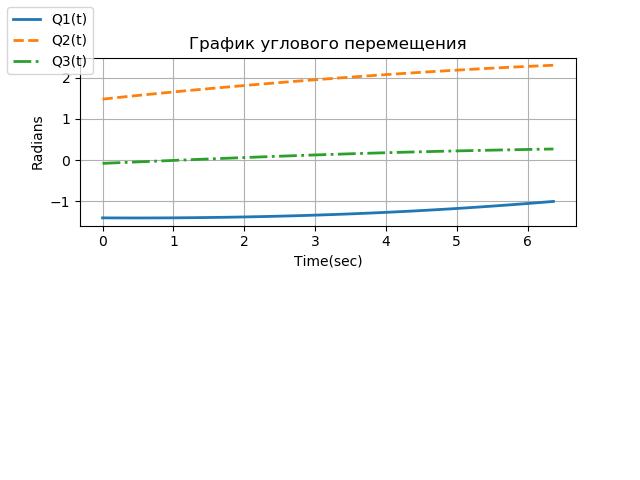 Q1(t)
Q2(t)
Q3(t)
График углового перемещения
Radians
2
1
0
−1
0 1 2 3 4 5 6
Time(sec)